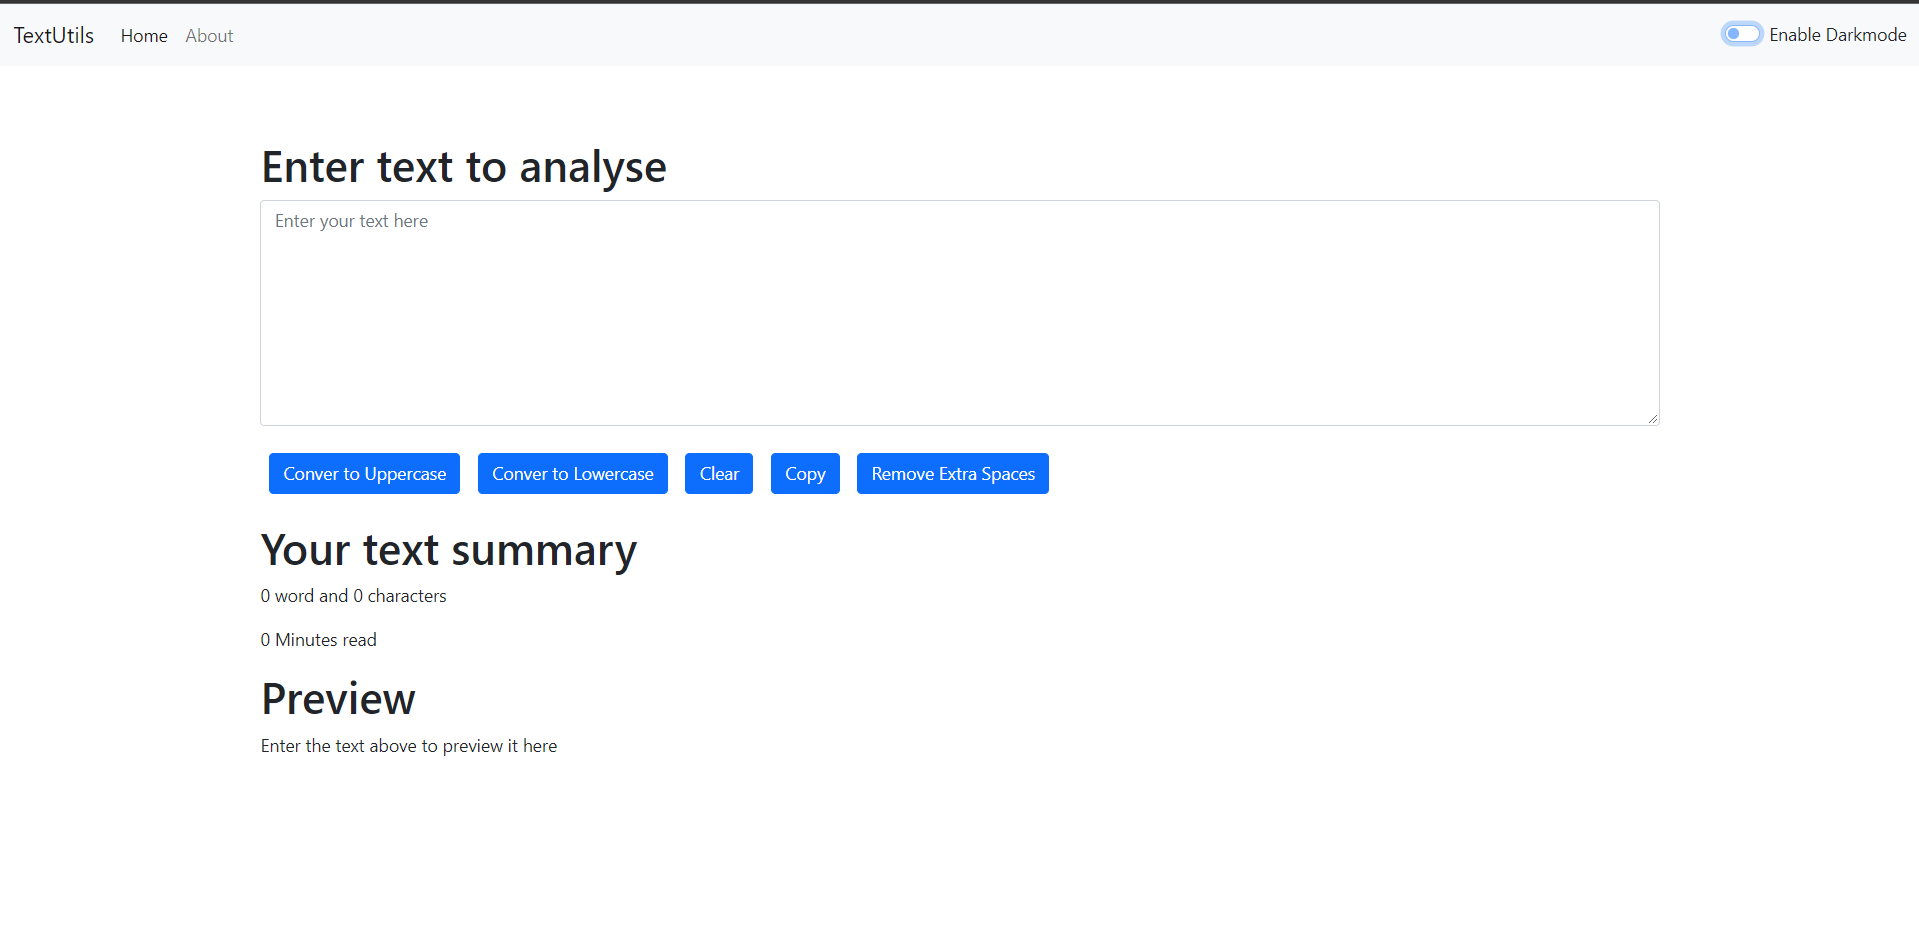 TextUtils Home About Enable Darkmode
Enter text to analyse
Enter your text here
Conver to Uppercase Conver to Lowercase Clear Copy Remove Extra Spaces
Your text summary
0 word and 0 characters
0 Minutes read
Preview
Enter the text above to preview it here